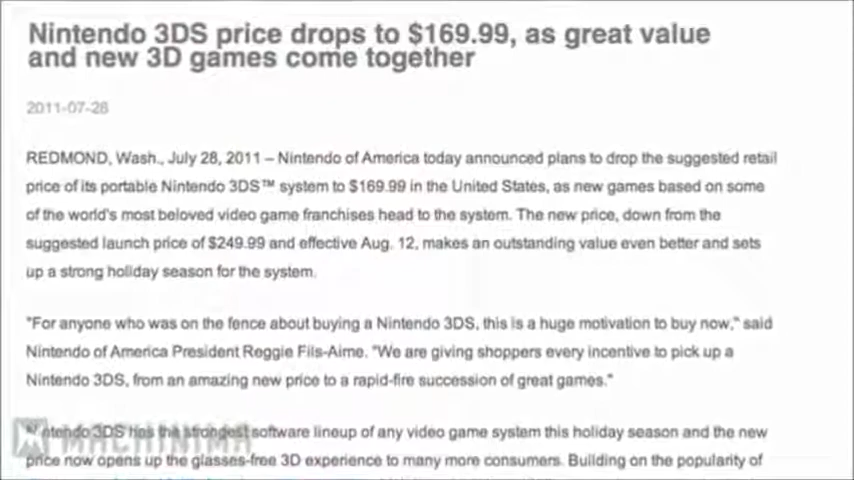 Nintendo 3DS price drops to $169.99, as great value
and new 3D games come together
2011-07-28
REDMOND, Wash., July 28, 2011 – Nintendo of America today announced plans to drop the suggested retail
price of its portable Nintendo 3DS™ system to $169.99 in the United States, as new games based on some
of the world's most beloved video game franchises head to the system. The new price, down from the
suggested launch price of $249.99 and effective Aug. 12, makes an outstanding value even better and sets
up a strong holiday season for the system.
"For anyone who was on the fence about buying a Nintendo 3DS, this is a huge motivation to buy now," said
Nintendo of America President Reggie Fils-Aime. "We are giving shoppers every incentive to pick up a
Nintendo 3DS, from an amazing new price to a rapid-fire succession of great games."
Nintendo 3DS has the strongest software lineup of any video game system this holiday season and the new
MACHINIMA
price now opens up the glasses-free 3D experience to many more consumers. Building on the popularity of